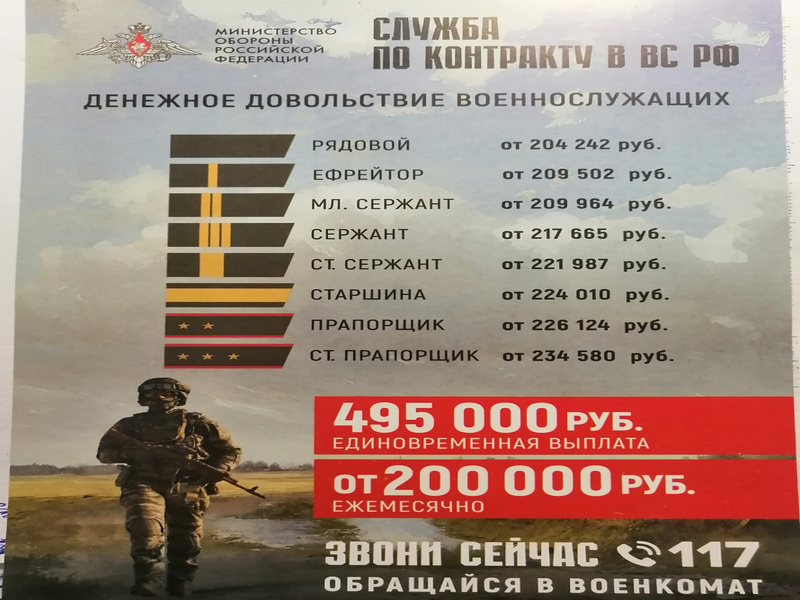 МИНИСТЕРСТВО
ОБОРОНЫ
РОССИЙСКОЙ
ФЕДЕРАЦИИ
СЛУЖБА
ПО КОНТРАКТУ В ВС РФ
ДЕНЕЖНОЕ ДОВОЛЬСТВИЕ ВОЕННОСЛУЖАЩИХ
РЯДОВОЙ от 204 242 руб.
ЕФРЕЙТОР от 209 502 руб.
МЛ. СЕРЖАНТ от 209 964 руб.
СЕРЖАНТ от 217 665 руб.
СТ. СЕРЖАНТ от 221 987 руб.
СТАРШИНА от 224 010 руб.
ПРАПОРЩИК от 226 124 руб.
СТ. ПРАПОРЩИК от 234 580 руб.
495 000 РУБ.
ЕДИНОВРЕМЕННАЯ ВЫПЛАТА
ОТ 200 000 РУБ.
ЕЖЕМЕСЯЧНО
ЗВОНИ СЕЙЧАС 117
ОБРАЩАЙСЯ В ВОЕНКОМАТ